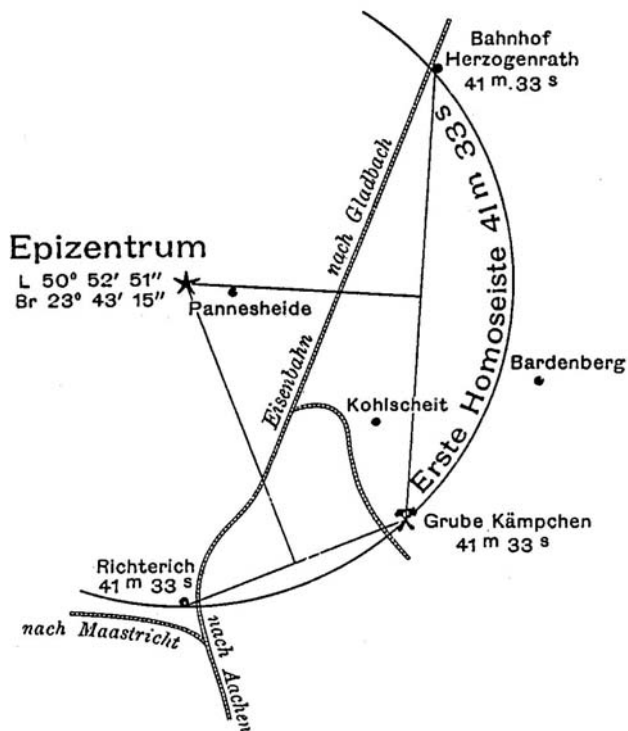 Bahnhof
Herzogenrath
41 m. 33 s
Erste Homoseiste 41 m 33 s
nach Gladbach
Eisenbahn
Epizentrum
L 50° 52′ 51″
Br 23° 43′ 15″
Pannesheide
Bardenberg
Kohlscheit
Grube Kämpchen
41 m 33 s
Richterich
41 m 33 s
nach Maastricht
nach Aachen